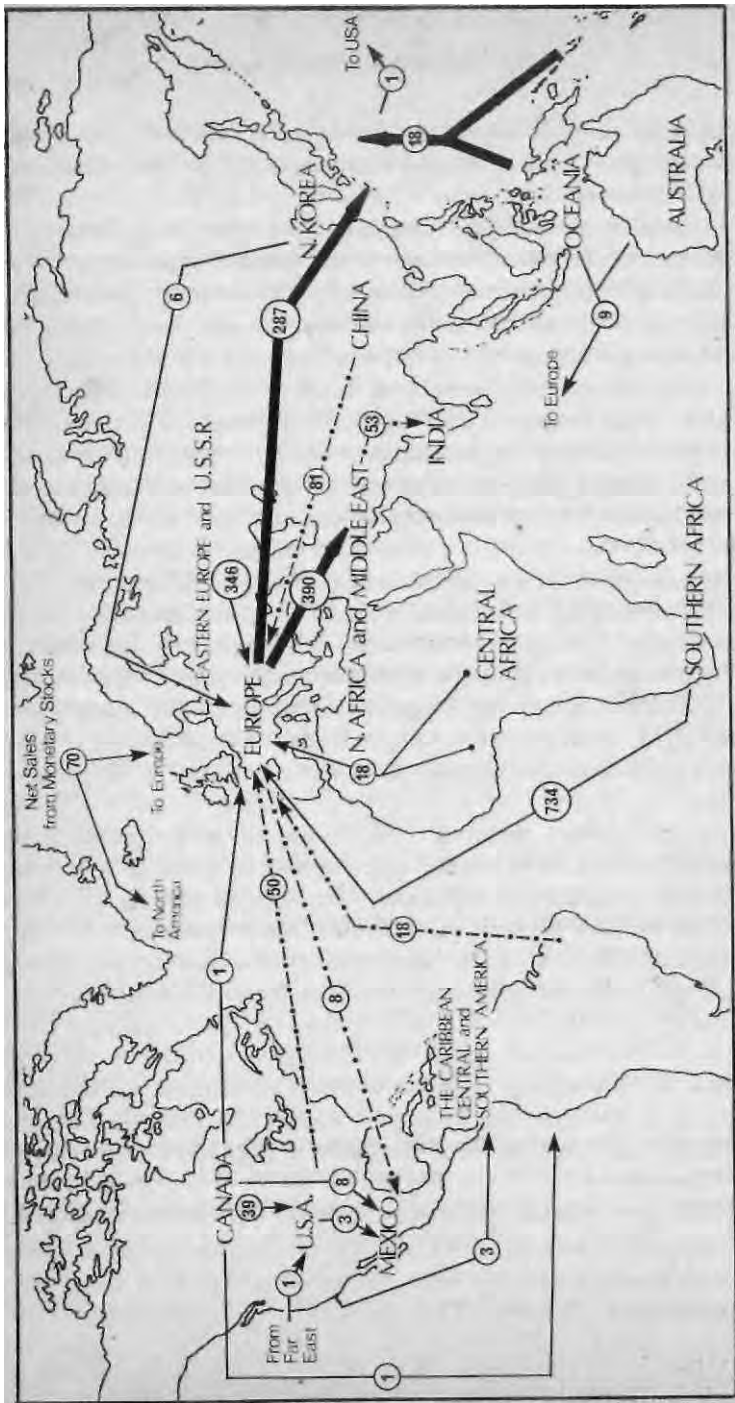 Net Sales
from Monetary Stocks
70
To North
America
To Europe
CANADA
1
39
U.S.A.
8
3
1
From
Far
East
MEXICO
1
3
THE CARIBBEAN
CENTRAL and
SOUTHERN AMERICA
50
8
18
734
EUROPE
EASTERN EUROPE and U.S.S.R
346
6
N. KOREA
287
81
CHINA
390
N. AFRICA and MIDDLE EAST
53
INDIA
18
CENTRAL
AFRICA
SOUTHERN AFRICA
To USA
1
18
OCEANIA
9
To Europe
AUSTRALIA